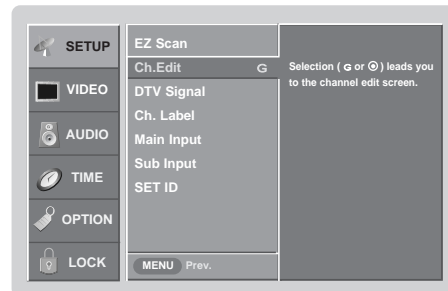 SETUP
VIDEO
AUDIO
TIME
OPTION
LOCK
EZ Scan
Ch.Edit G
DTV Signal
Ch. Label
Main Input
Sub Input
SET ID
MENU Prev.
Selection ( G or ⊙ ) leads you
to the channel edit screen.